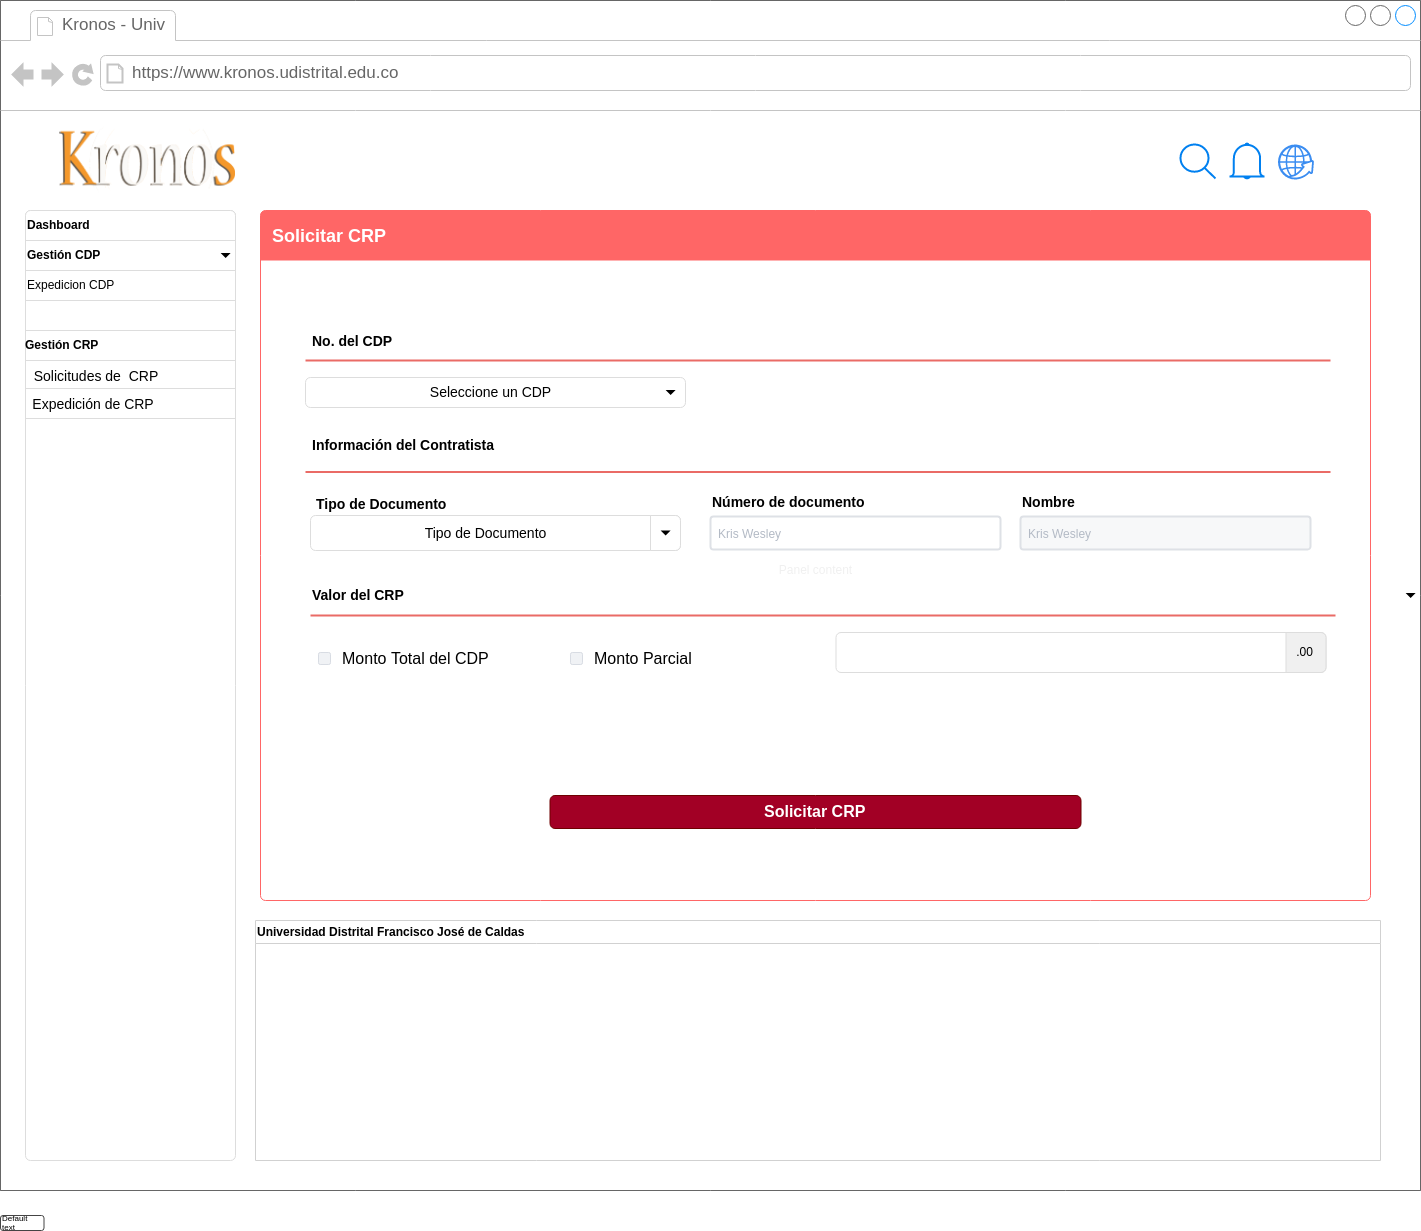 Kronos - Univ
https://www.kronos.udistrital.edu.co
Kronos
Dashboard
Gestión CDP
Expedicion CDP
Gestión CRP
Solicitudes de  CRP
Expedición de CRP
Solicitar CRP
No. del CDP
Seleccione un CDP
Información del Contratista
Tipo de Documento
Número de documento
Nombre
Tipo de Documento
Kris Wesley
Kris Wesley
Panel content
Valor del CRP
Monto Total del CDP
Monto Parcial
.00
Solicitar CRP
Universidad Distrital Francisco José de Caldas
Default
text